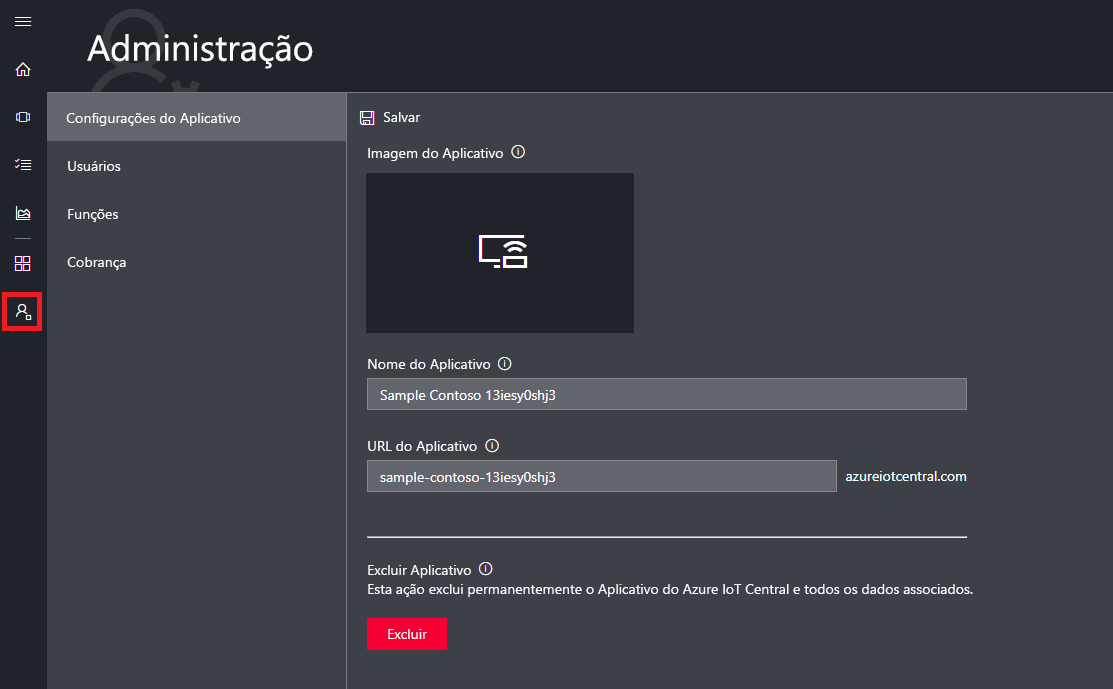 Administração
Configurações do Aplicativo
Usuários
Funções
Cobrança
Salvar
Imagem do Aplicativo
Nome do Aplicativo
Sample Contoso 13iesy0shj3
URL do Aplicativo
sample-contoso-13iesy0shj3 azureiotcentral.com
Excluir Aplicativo
Esta ação exclui permanentemente o Aplicativo do Azure IoT Central e todos os dados associados.
Excluir